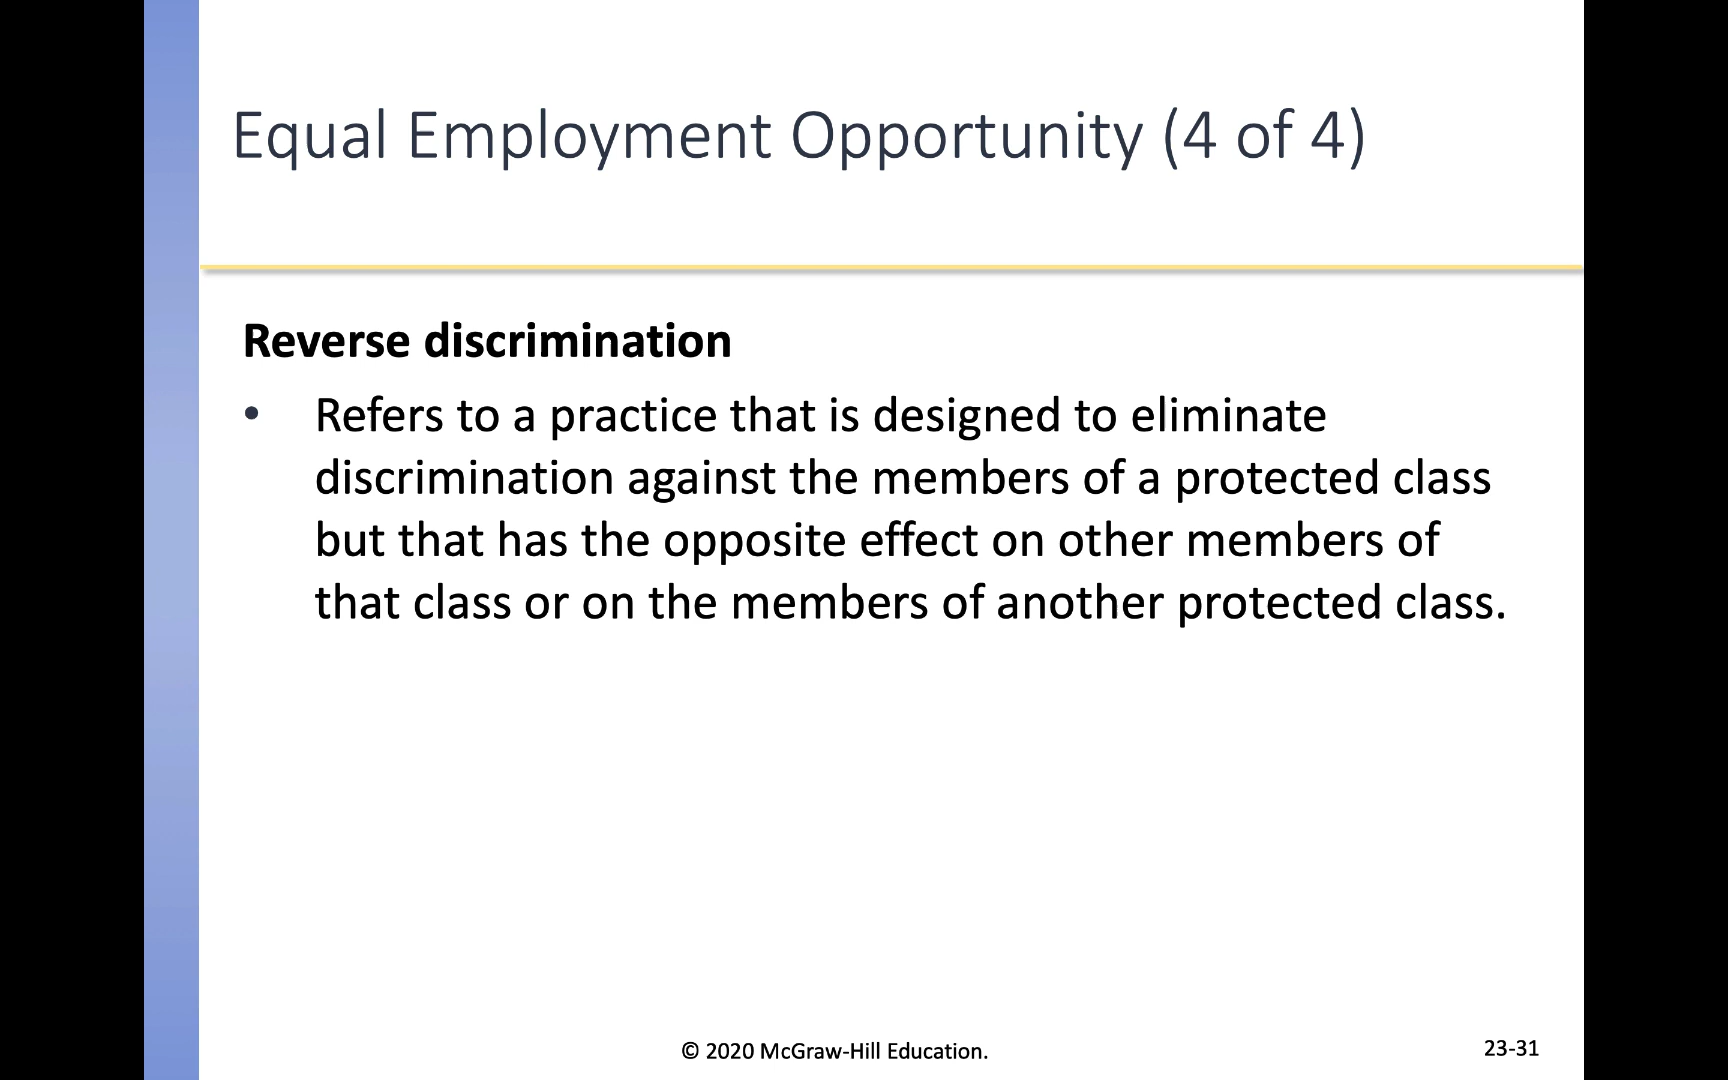 Equal Employment Opportunity (4 of 4)
Reverse discrimination
• Refers to a practice that is designed to eliminate
discrimination against the members of a protected class
but that has the opposite effect on other members of
that class or on the members of another protected class.
© 2020 McGraw-Hill Education.
23-31